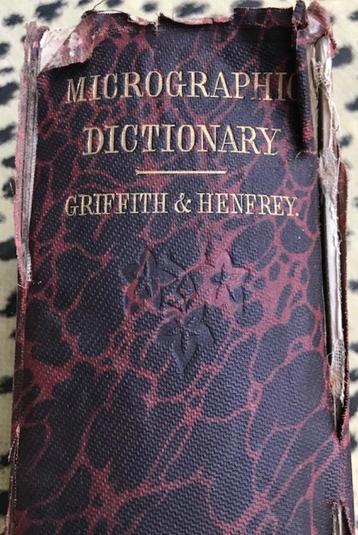 MICROGRAPHIC
DICTIONARY
GRIFFITH & HENFREY.